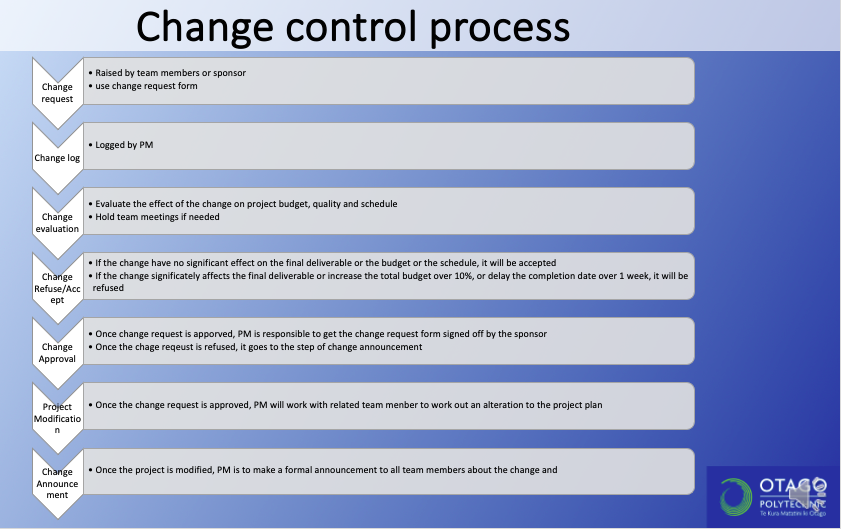 Change control process
Change
request
• Raised by team members or sponsor
• use change request form
Change log
• Logged by PM
Change
evaluation
• Evaluate the effect of the change on project budget, quality and schedule
• Hold team meetings if needed
Change
Refuse/Acc
ept
• If the change have no significant effect on the final deliverable or the budget or the schedule, it will be accepted
• If the change significately affects the final deliverable or increase the total budget over 10%, or delay the completion date over 1 week, it will be
refused
Change
Approval
• Once change request is apporved, PM is responsible to get the change request form signed off by the sponsor
• Once the chage reqeust is refused, it goes to the step of change announcement
Project
Modificatio
n
• Once the change request is approved, PM will work with related team menber to work out an alteration to the project plan
Change
Announce
ment
• Once the project is modified, PM is to make a formal announcement to all team members about the change and
OTAGO
POLYTECHNIC
Te Kura Matatini ki Otago